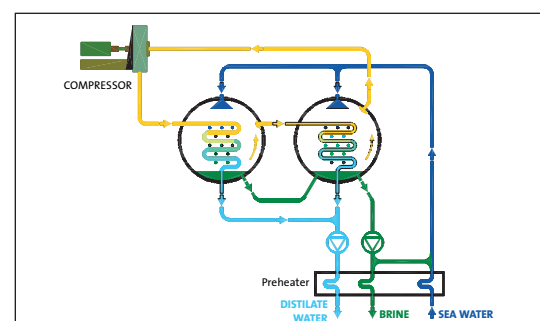 COMPRESSOR
Preheater
DISTILATE
WATER
BRINE
SEA WATER